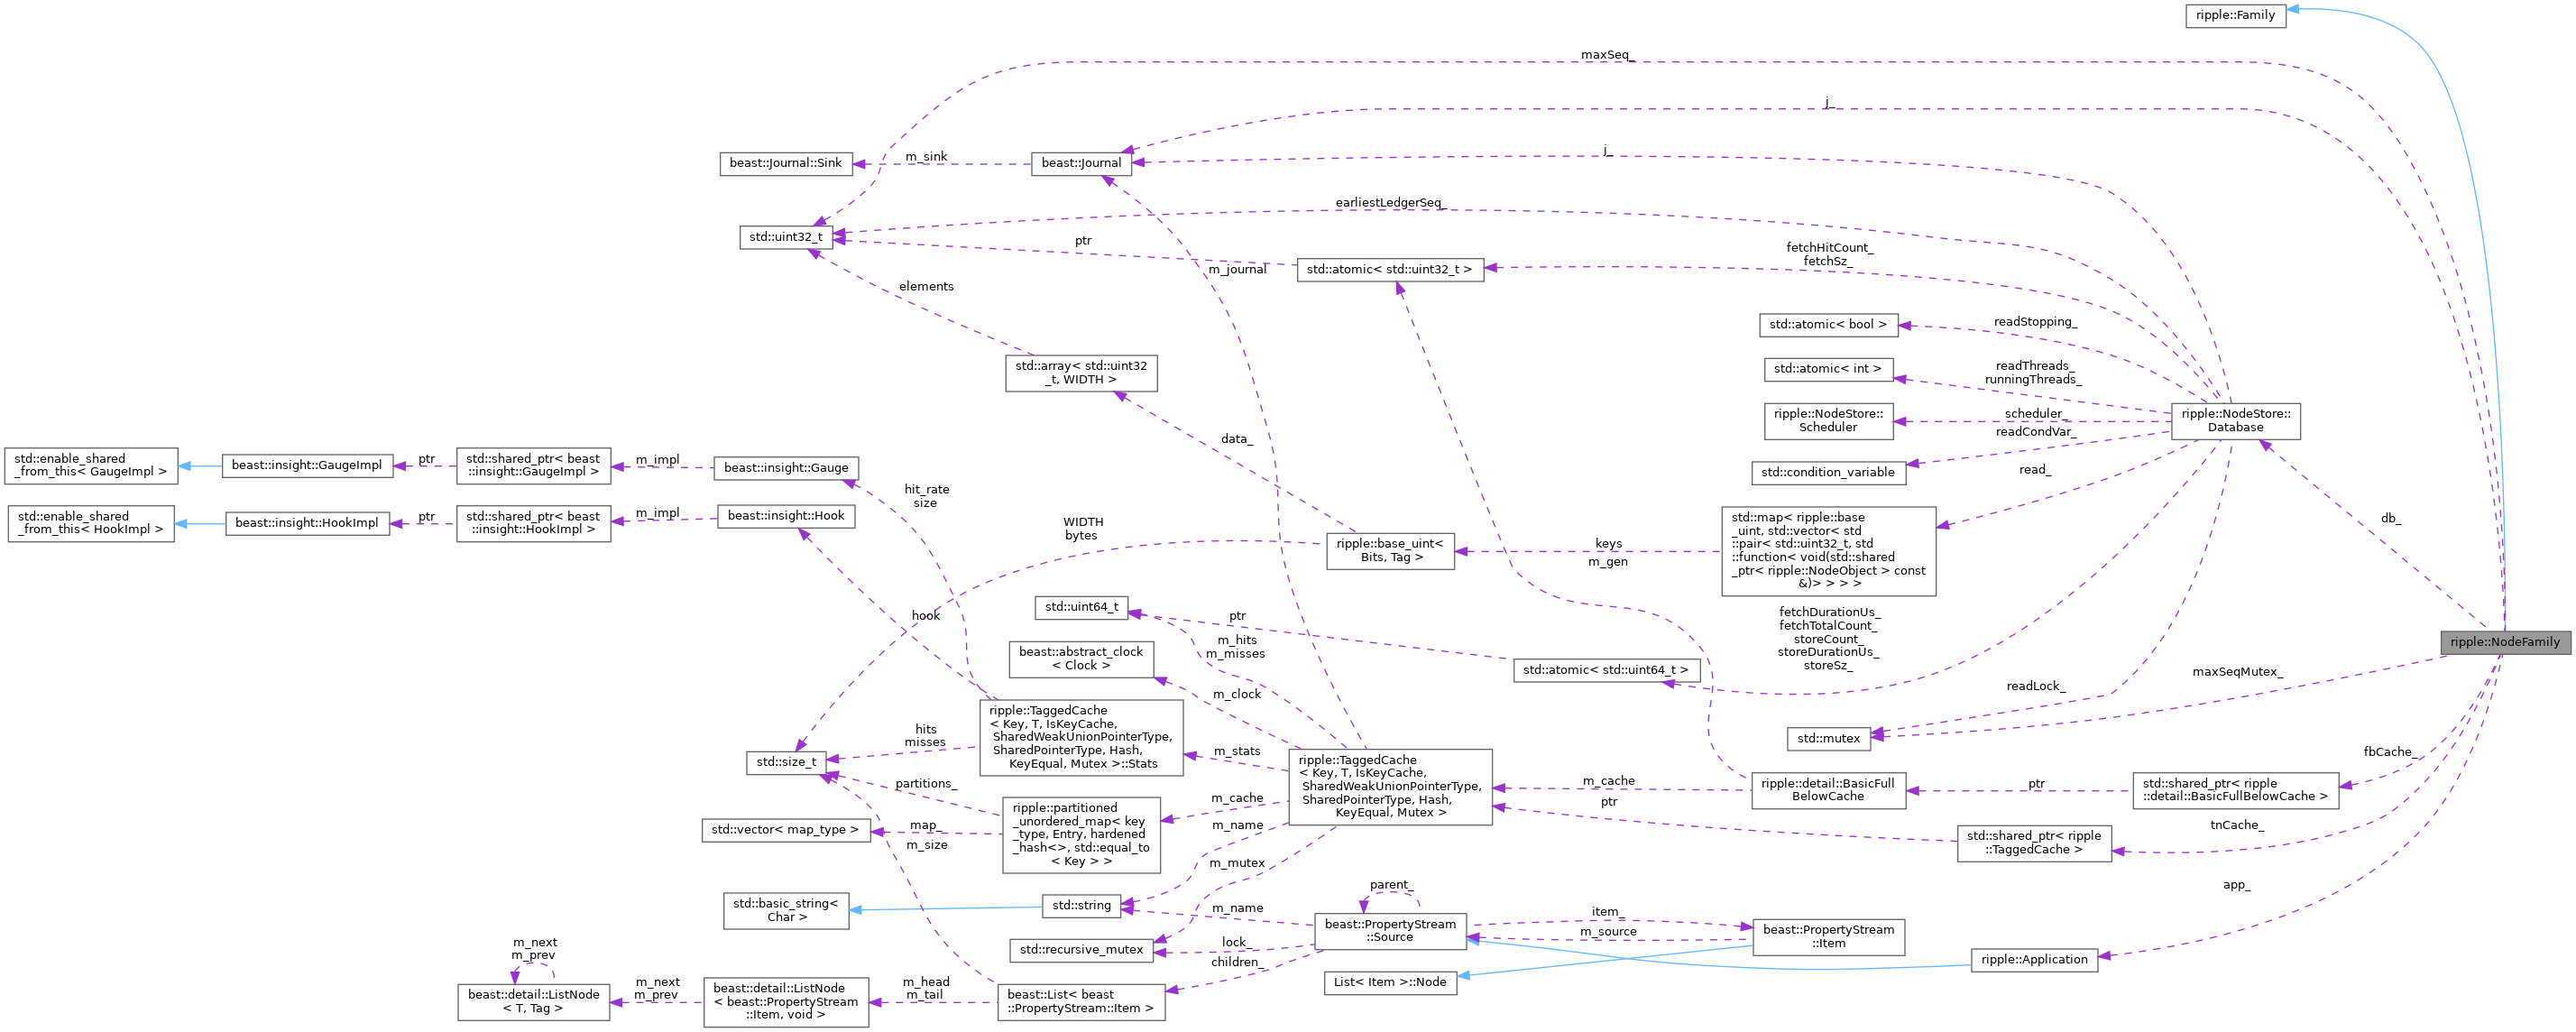 ripple::Family
maxSeq_
j_
beast::Journal::Sink
m_sink
beast::Journal
j_
earliestLedgerSeq_
std::uint32_t
ptr
m_journal
std::atomic< std::uint32_t >
fetchHitCount_
fetchSz_
elements
std::atomic< bool >
readStopping_
std::array< std::uint32
_t, WIDTH >
std::atomic< int >
readThreads_
runningThreads_
ripple::NodeStore::
Scheduler
scheduler_
ripple::NodeStore::
Database
readCondVar_
std::condition_variable
data_
read_
std::enable_shared
_from_this< GaugeImpl >
beast::insight::GaugeImpl
ptr
std::shared_ptr< beast
::insight::GaugeImpl >
m_impl
beast::insight::Gauge
hit_rate
size
std::enable_shared
_from_this< HookImpl >
beast::insight::HookImpl
ptr
std::shared_ptr< beast
::insight::HookImpl >
m_impl
beast::insight::Hook
WIDTH
bytes
ripple::base_uint<
Bits, Tag >
keys
m_gen
std::map< ripple::base
_uint, std::vector< std
::pair< std::uint32_t, std
::function< void(std::shared
_ptr< ripple::NodeObject > const
&)> > > >
db_
hook
std::uint64_t
ptr
m_hits
m_misses
beast::abstract_clock
< Clock >
m_clock
std::atomic< std::uint64_t >
fetchDurationUs_
fetchTotalCount_
storeCount_
storeDurationUs_
storeSz_
readLock_
maxSeqMutex_
ripple::NodeFamily
ripple::TaggedCache
< Key, T, IsKeyCache,
SharedWeakUnionPointerType,
SharedPointerType, Hash,
KeyEqual, Mutex >::Stats
hits
misses
m_stats
std::mutex
std::size_t
ripple::TaggedCache
< Key, T, IsKeyCache,
SharedWeakUnionPointerType,
SharedPointerType, Hash,
KeyEqual, Mutex >
m_cache
ripple::detail::BasicFull
BelowCache
ptr
std::shared_ptr< ripple
::detail::BasicFullBelowCache >
fbCache_
partitions_
ripple::partitioned
_unordered_map< key
_type, Entry, hardened
_hash<>, std::equal_to
< Key > >
m_cache
ptr
std::vector< map_type >
map_
m_size
m_name
std::shared_ptr< ripple
::TaggedCache >
tnCache_
m_mutex
std::basic_string<
Char >
std::string
m_name
parent_
beast::PropertyStream
::Source
item_
m_source
beast::PropertyStream
::Item
app_
std::recursive_mutex
lock_
children_
ripple::Application
List< Item >::Node
m_next
m_prev
beast::detail::ListNode
< T, Tag >
m_next
m_prev
beast::detail::ListNode
< beast::PropertyStream
::Item, void >
m_head
m_tail
beast::List< beast
::PropertyStream::Item >